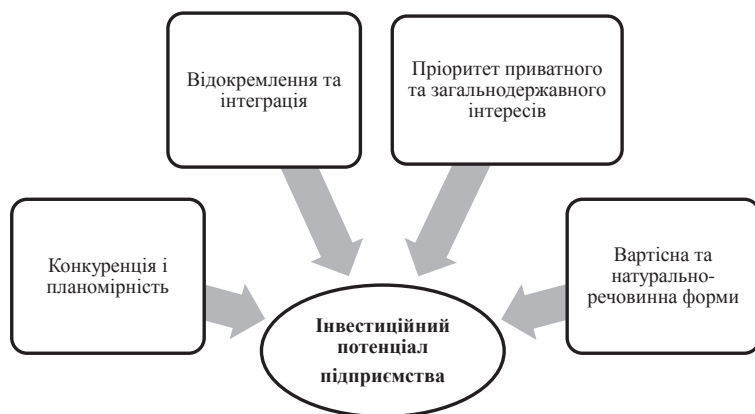 Відокремлення та
інтеграція
Пріоритет приватного
та загальнодержавного
інтересів
Конкуренція і
планомірність
Вартісна та
натурально-
речовинна форми
Інвестиційний
потенціал
підприємства